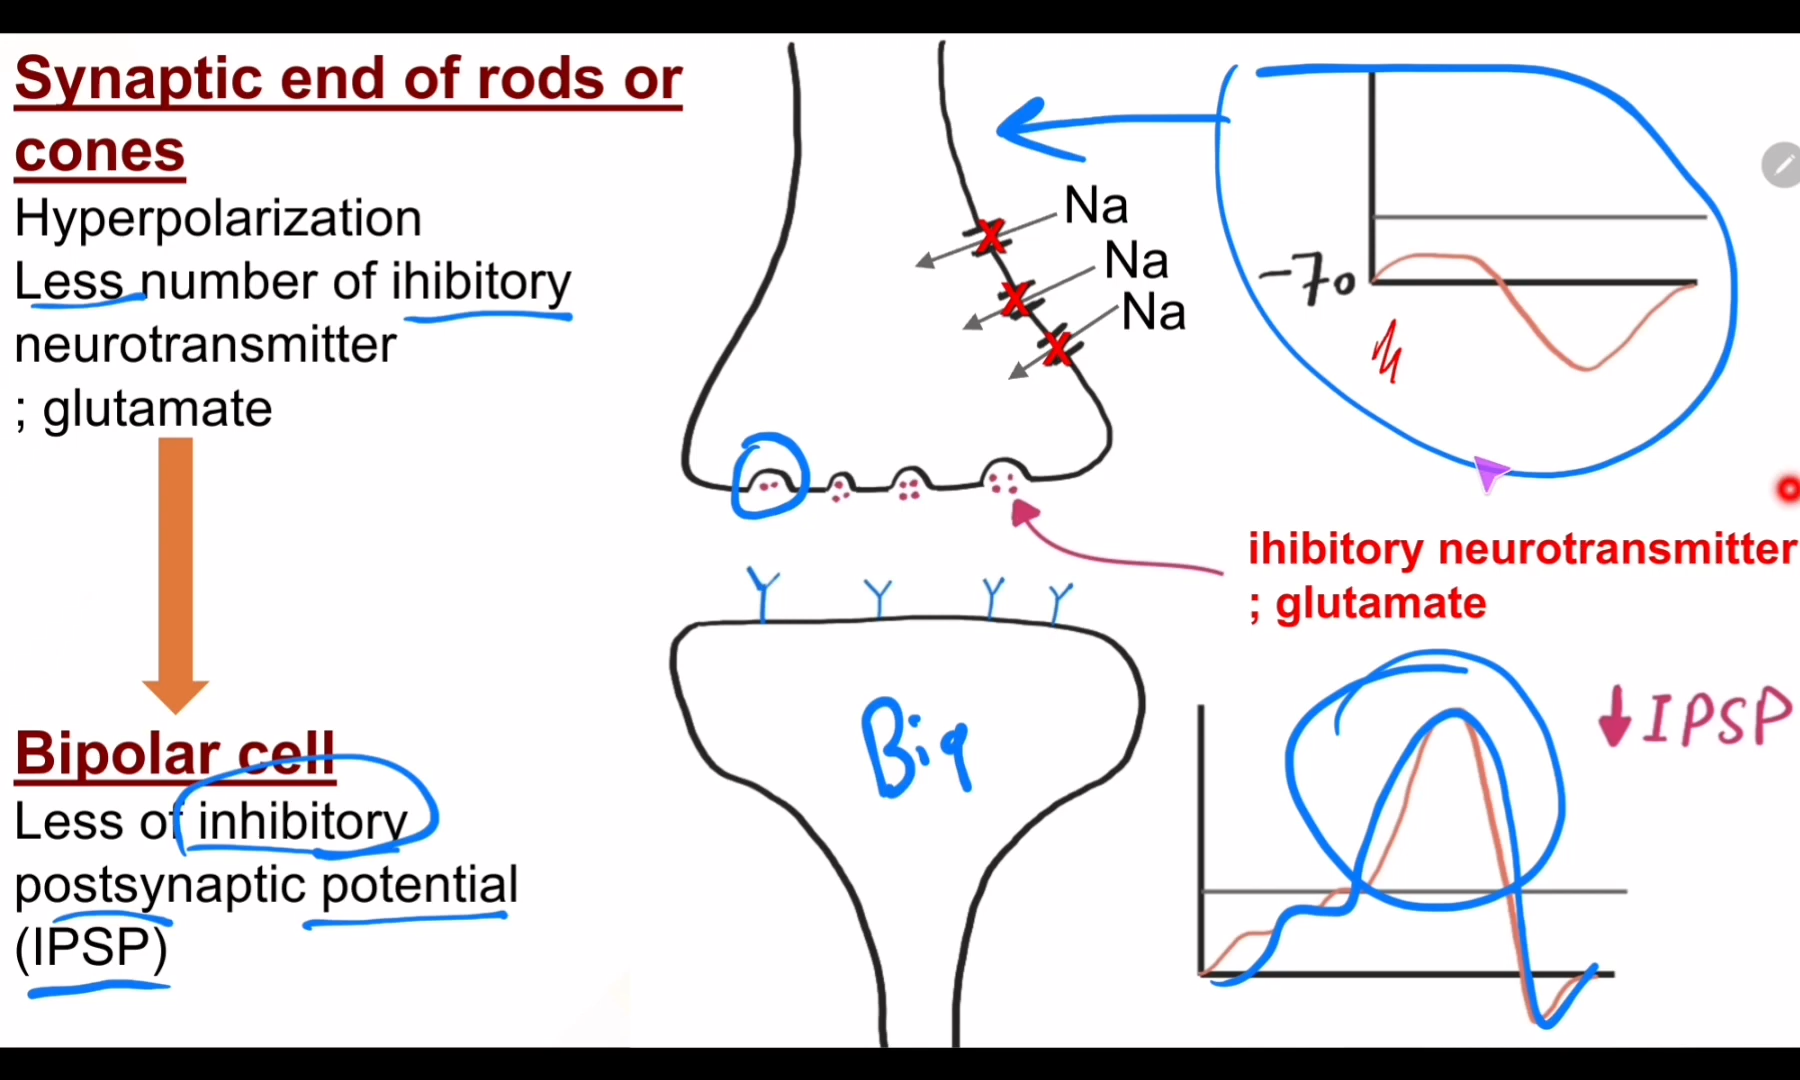 Synaptic end of rods or
cones
Hyperpolarization
Less number of ihibitory
neurotransmitter
; glutamate
Bipolar cell
Less of inhibitory
postsynaptic potential
(IPSP)
Na
Na
Na
-70
ihibitory neurotransmitter
; glutamate
↓IPSP